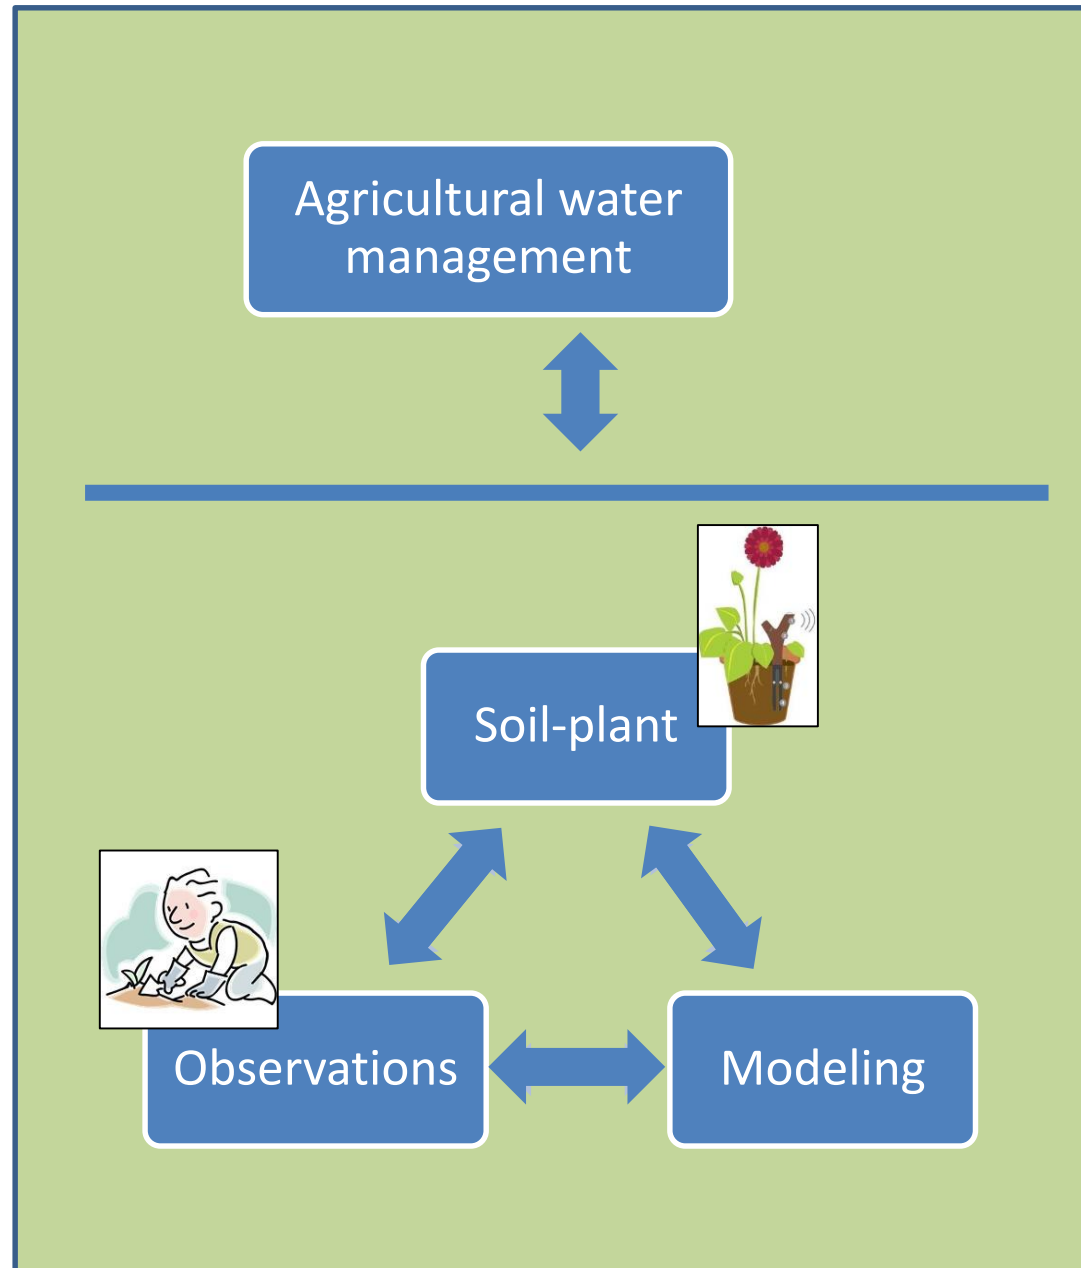 Agricultural water
management
Soil-plant
Observations
Modeling